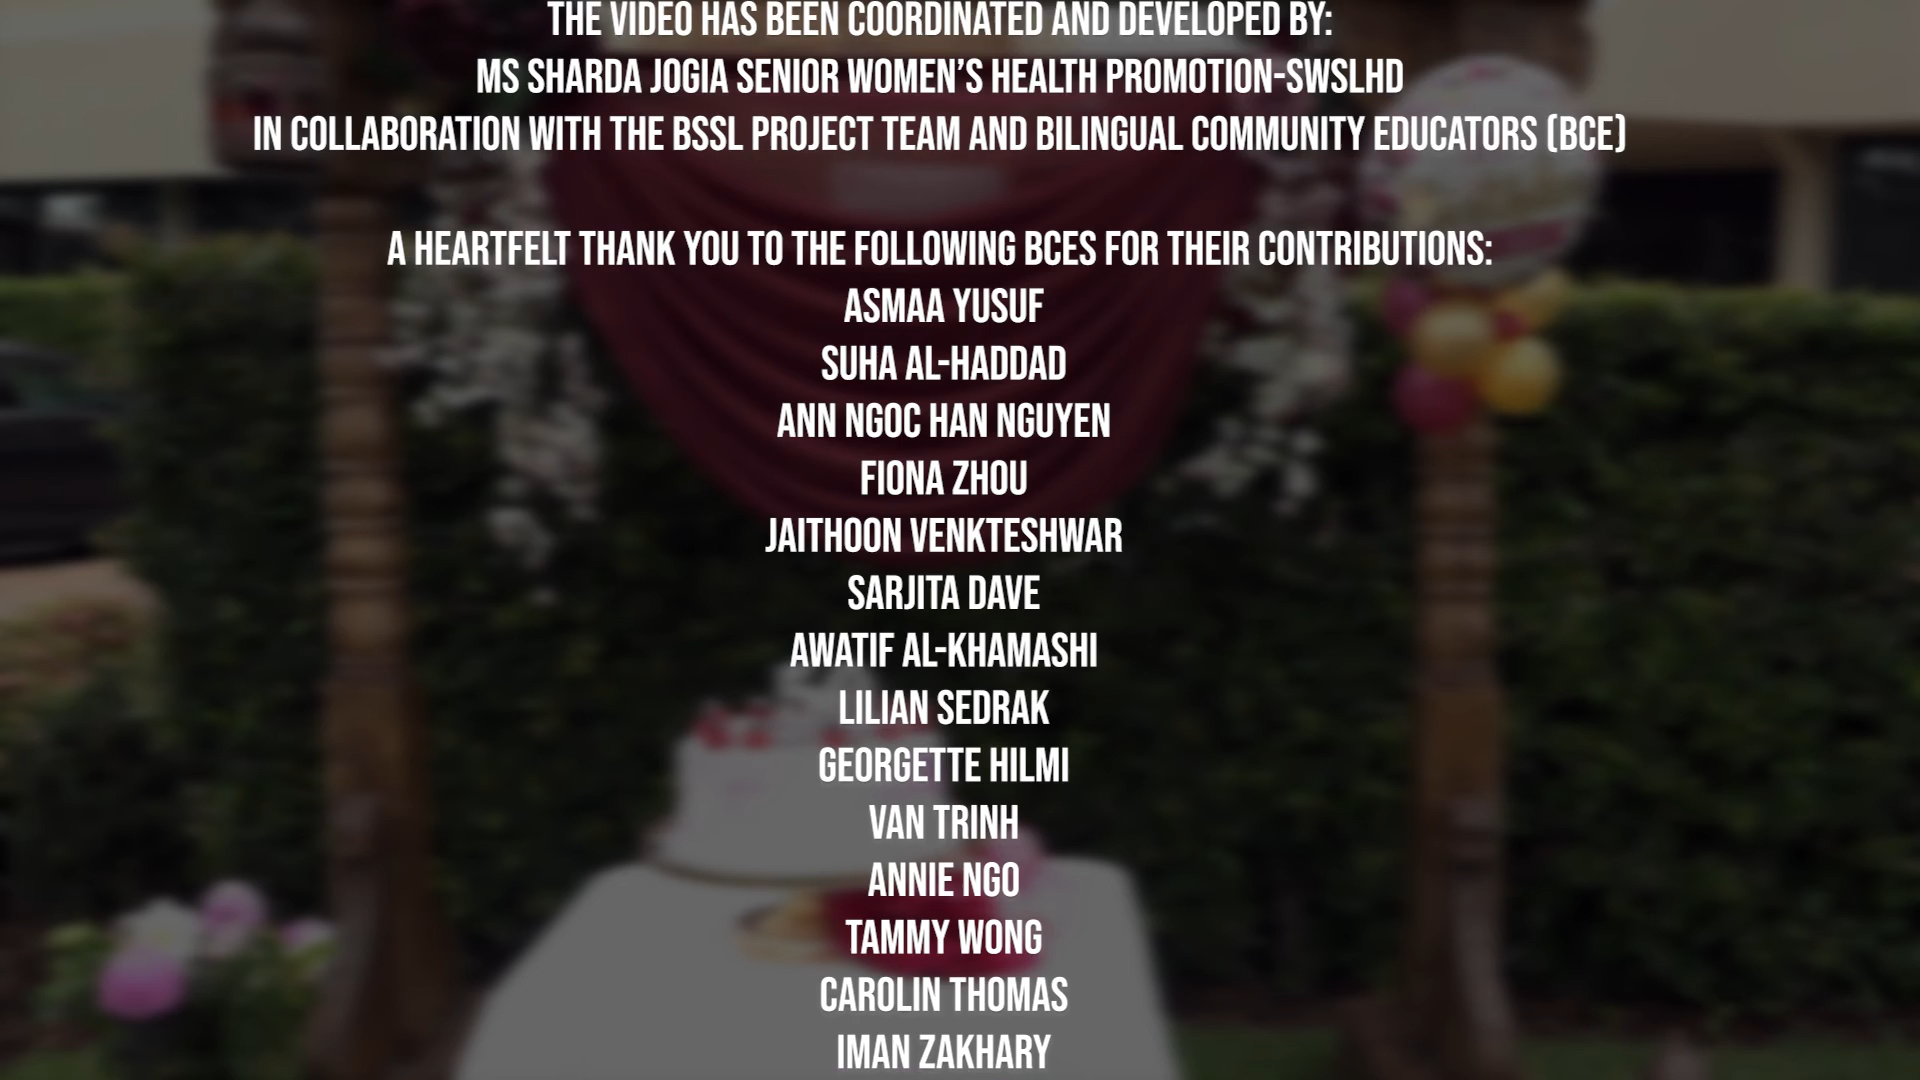 THE VIDEO HAS BEEN COORDINATED AND DEVELOPED BY:
MS SHARDA JOGIA SENIOR WOMEN'S HEALTH PROMOTION-SWSLHD
IN COLLABORATION WITH THE BSSL PROJECT TEAM AND BILINGUAL COMMUNITY EDUCATORS (BCE)
A HEARTFELT THANK YOU TO THE FOLLOWING BCES FOR THEIR CONTRIBUTIONS:
ASMAA YUSUF
SUHA AL-HADDAD
ANN NGOC HAN NGUYEN
FIONA ZHOU
JAITHOON VENKTESHWAR
SARJITA DAVE
AWATIF AL-KHAMASHI
LILIAN SEDRAK
GEORGETTE HILMI
VAN TRINH
ANNIE NGO
TAMMY WONG
CAROLIN THOMAS
IMAN ZAKHARY